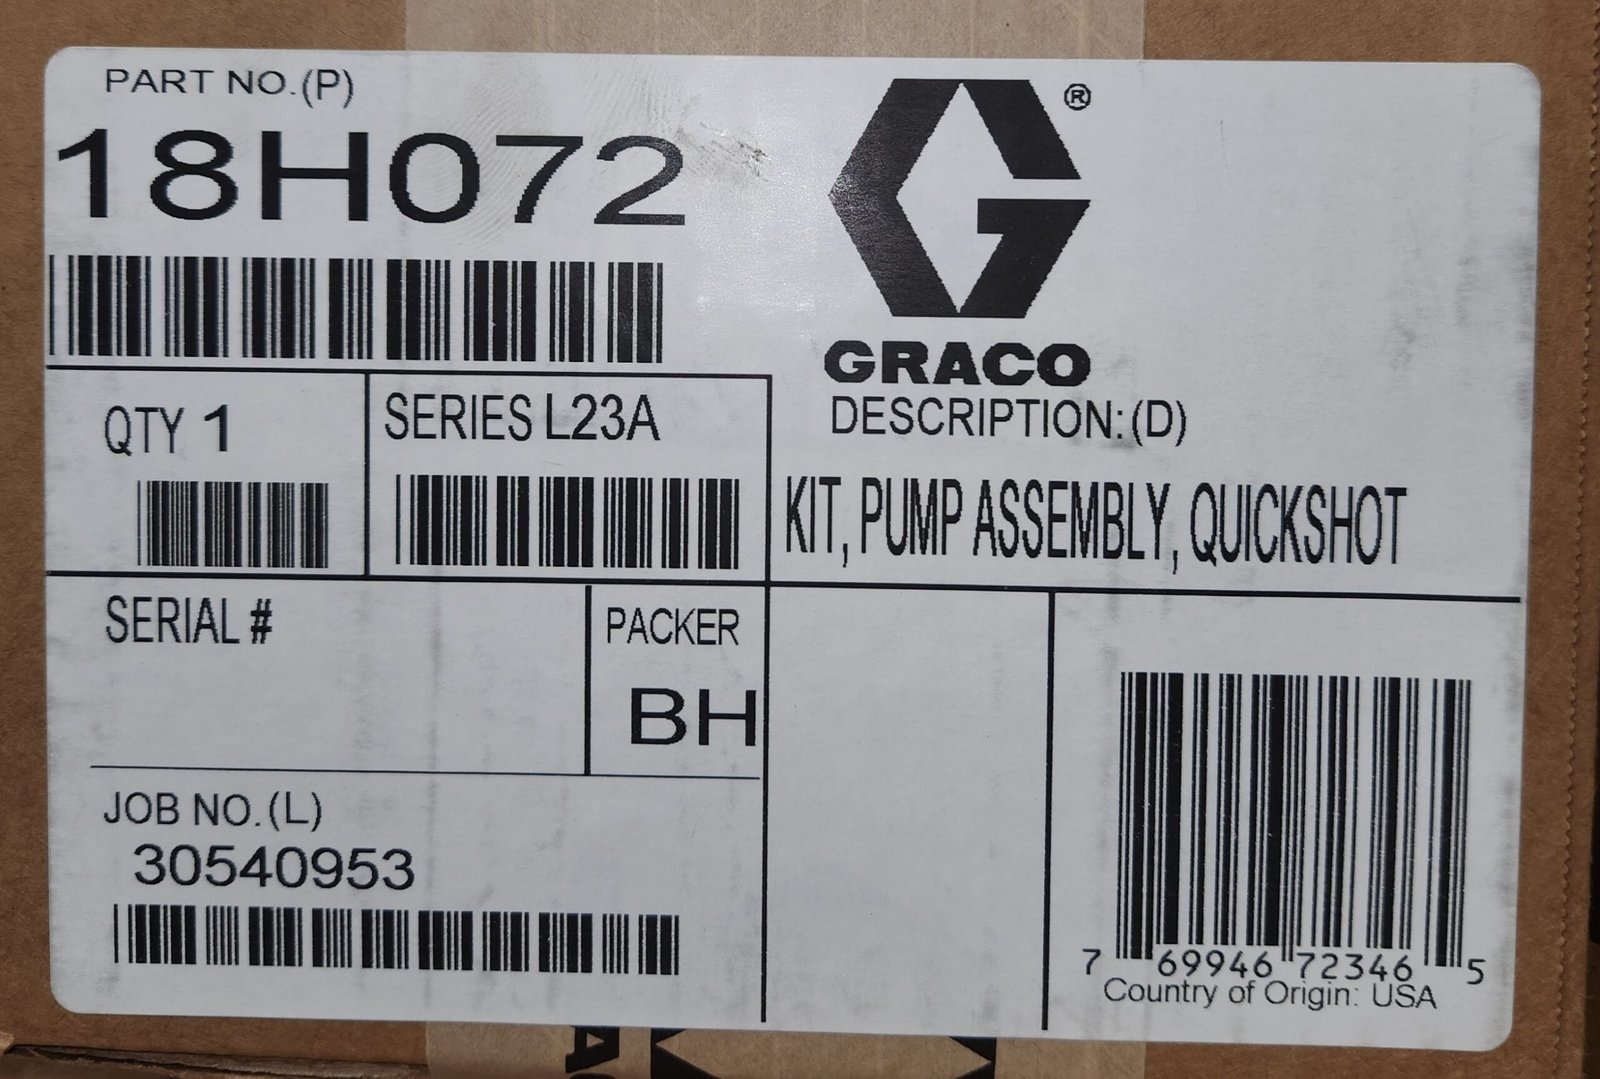 PART NO.(P)
18H072
®
GRACO
QTY 1
SERIES L23A
DESCRIPTION:(D)
KIT, PUMP ASSEMBLY, QUICKSHOT
SERIAL #
PACKER
BH
JOB NO.(L)
30540953
7 69946 72346 5
Country of Origin: USA